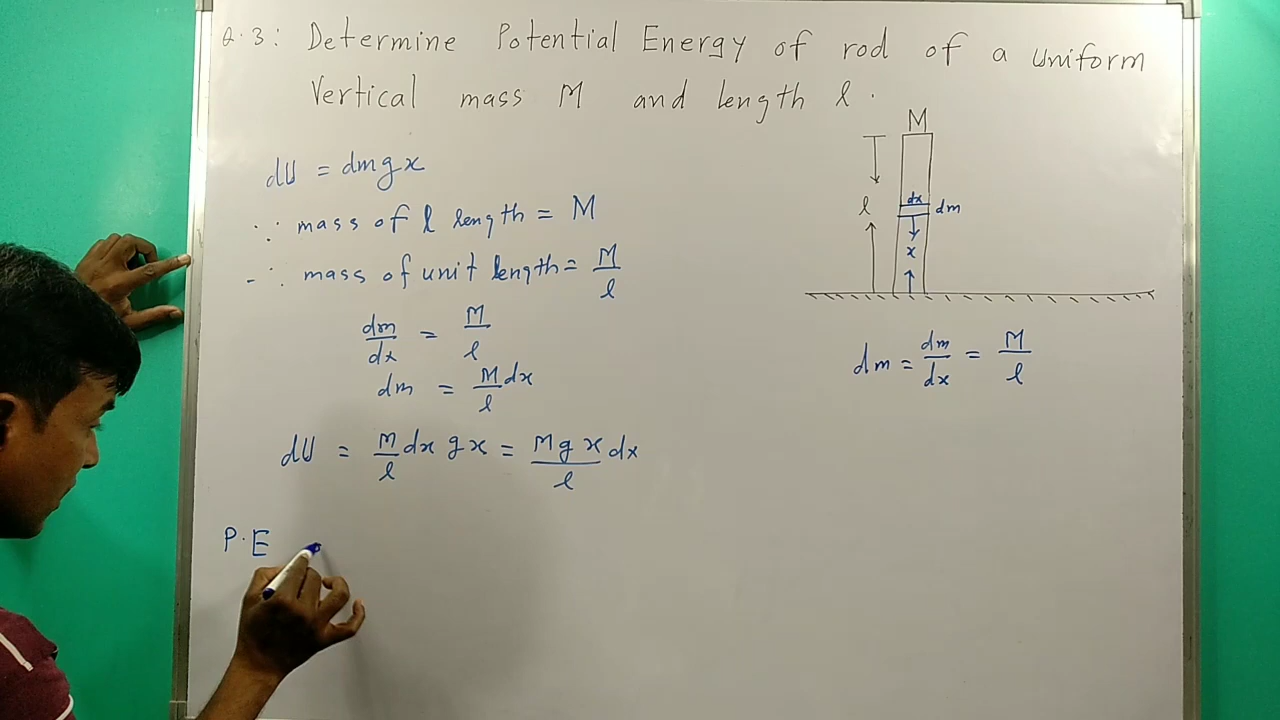 Q.3: Determine Potential Energy of rod of a uniform
Vertical mass M and length l.
dU = dmgx
∵ mass of l length = M
∴ mass of unit length = M/l
dm/dx = M/l
dm = M/l dx
dU = M/l dx gx = Mgx/l dx
P.E
M
l
dx
dm
x
dm = dm/dx = M/l